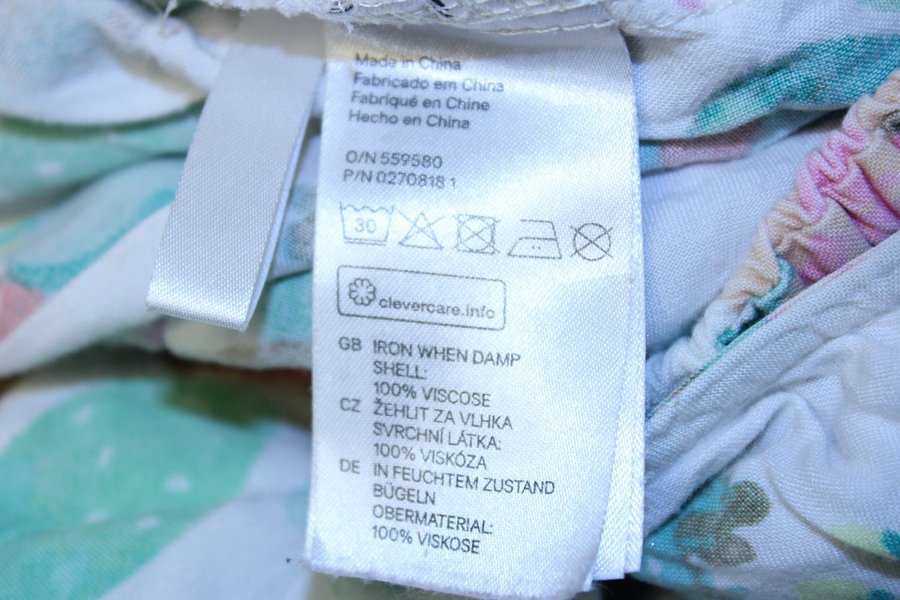 Made in China
Fabricado em China
Fabriqué en Chine
Hecho en China
O/N 559580
P/N 0270818 1
30
clevercare.info
GB IRON WHEN DAMP
SHELL:
100% VISCOSE
CZ ŽEHLIT ZA VLHKA
SVRCHNÍ LÁTKA:
100% VISKÓZA
DE IN FEUCHTEM ZUSTAND
BÜGELN
OBERMATERIAL:
100% VISKOSE